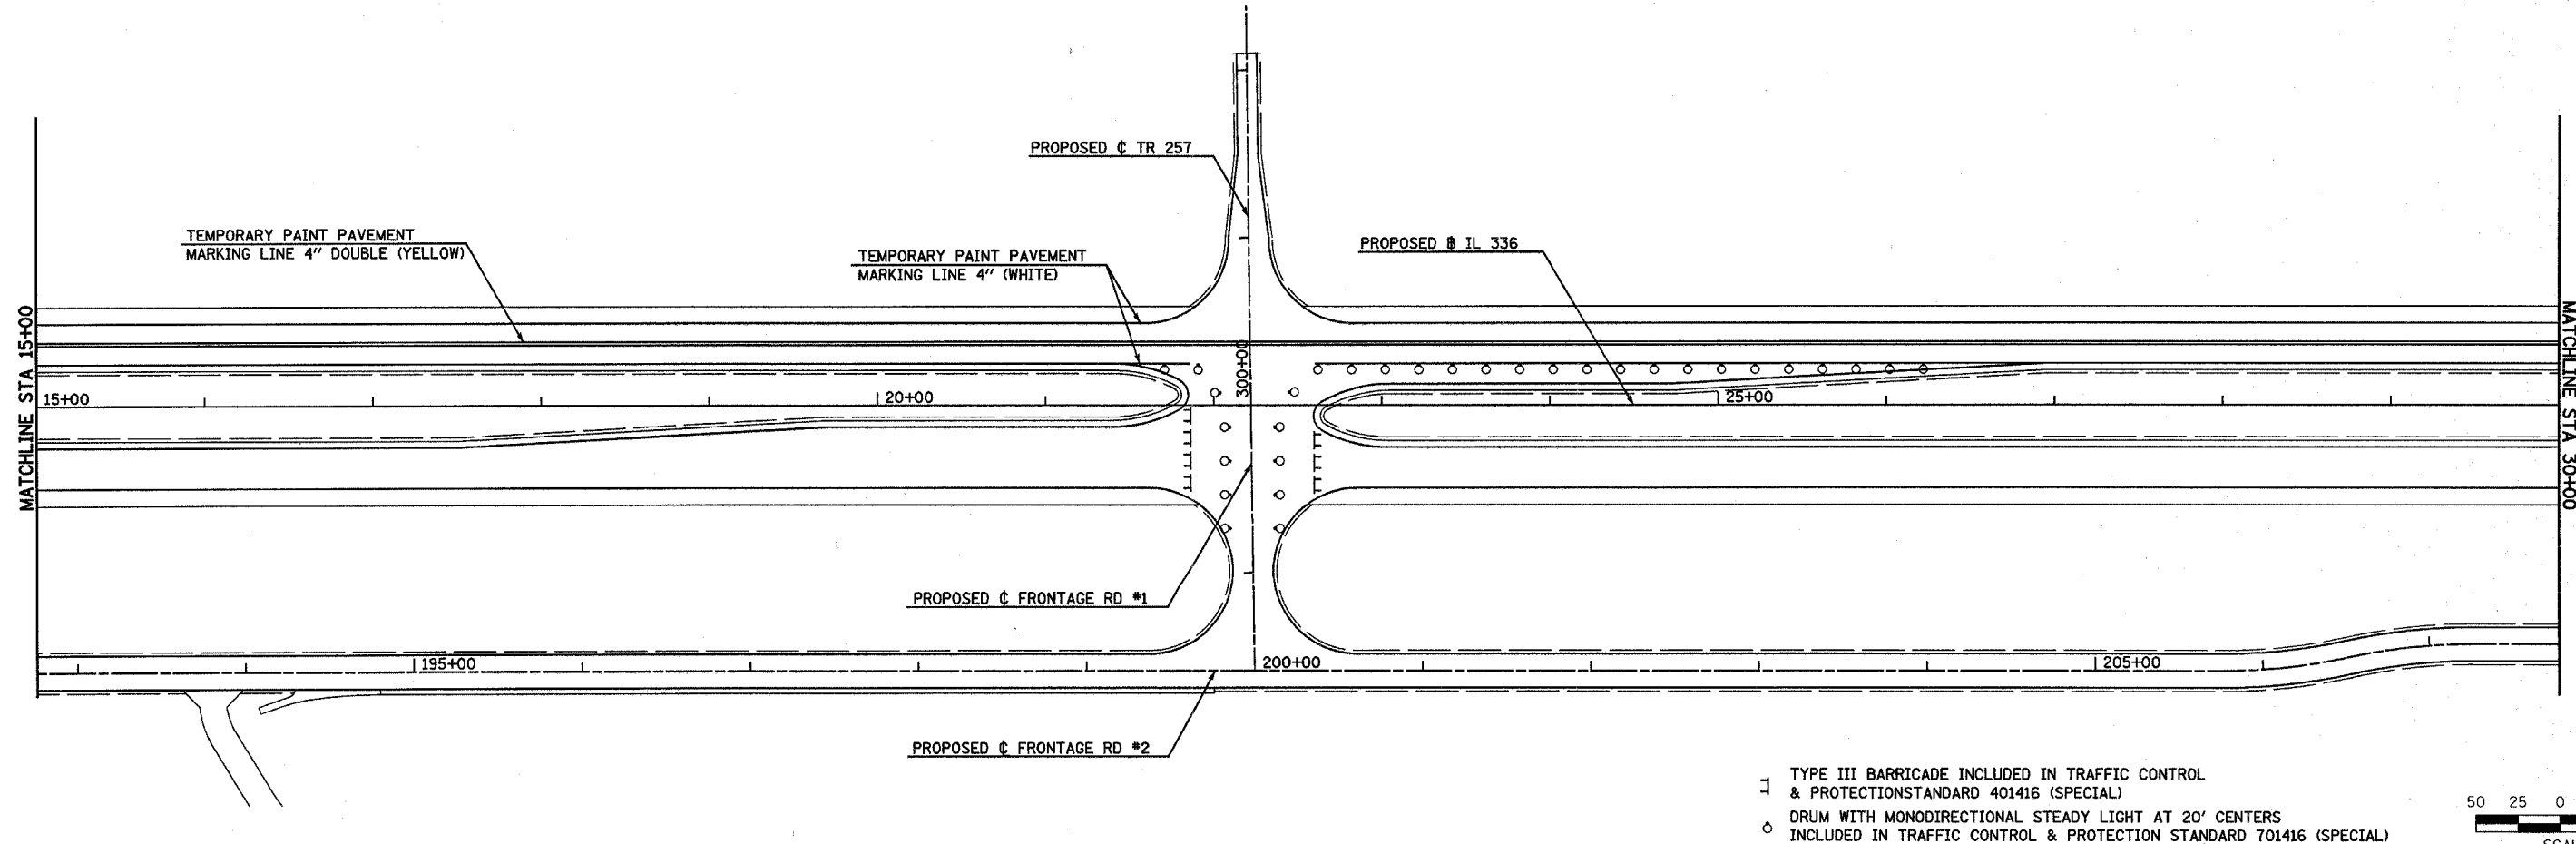 PROPOSED ℄ TR 257
TEMPORARY PAINT PAVEMENT
MARKING LINE 4" DOUBLE (YELLOW)
TEMPORARY PAINT PAVEMENT
MARKING LINE 4" (WHITE)
PROPOSED B IL 336
MATCHLINE STA 15+00
MATCHLINE STA 30+00
300+00
15+00
20+00
25+00
PROPOSED ℄ FRONTAGE RD #1
195+00
200+00
205+00
PROPOSED ℄ FRONTAGE RD #2
TYPE III BARRICADE INCLUDED IN TRAFFIC CONTROL
& PROTECTIONSTANDARD 401416 (SPECIAL)
DRUM WITH MONODIRECTIONAL STEADY LIGHT AT 20' CENTERS
INCLUDED IN TRAFFIC CONTROL & PROTECTION STANDARD 701416 (SPECIAL)
50 25 0